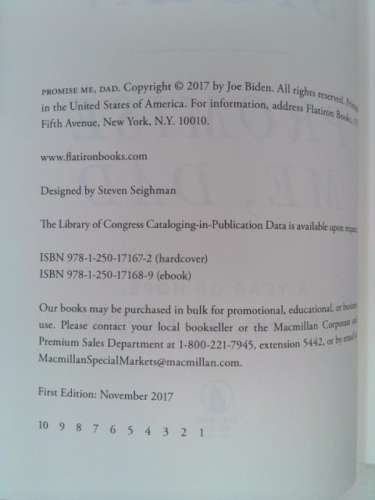 PROMISE ME, DAD. Copyright © 2017 by Joe Biden. All rights reserved.
in the United States of America. For information, address Flatiron Books,
Fifth Avenue, New York, N.Y. 10010.
www.flatironbooks.com
Designed by Steven Seighman
The Library of Congress Cataloging-in-Publication Data is available upon
ISBN 978-1-250-17167-2 (hardcover)
ISBN 978-1-250-17168-9 (ebook)
Our books may be purchased in bulk for promotional, educational, or
use. Please contact your local bookseller or the Macmillan Corporate
Premium Sales Department at 1-800-221-7945, extension 5442, or by
MacmillanSpecialMarkets@macmillan.com.
First Edition: November 2017
10 9 8 7 6 5 4 3 2 1